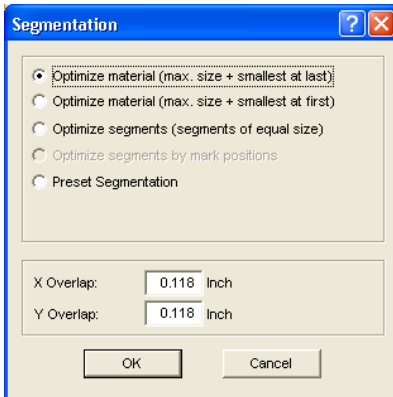 Segmentation
Optimize material (max. size + smallest at last)
Optimize material (max. size + smallest at first)
Optimize segments (segments of equal size)
Optimize segments by mark positions
Preset Segmentation
X Overlap: 0.118 Inch
Y Overlap: 0.118 Inch
OK Cancel